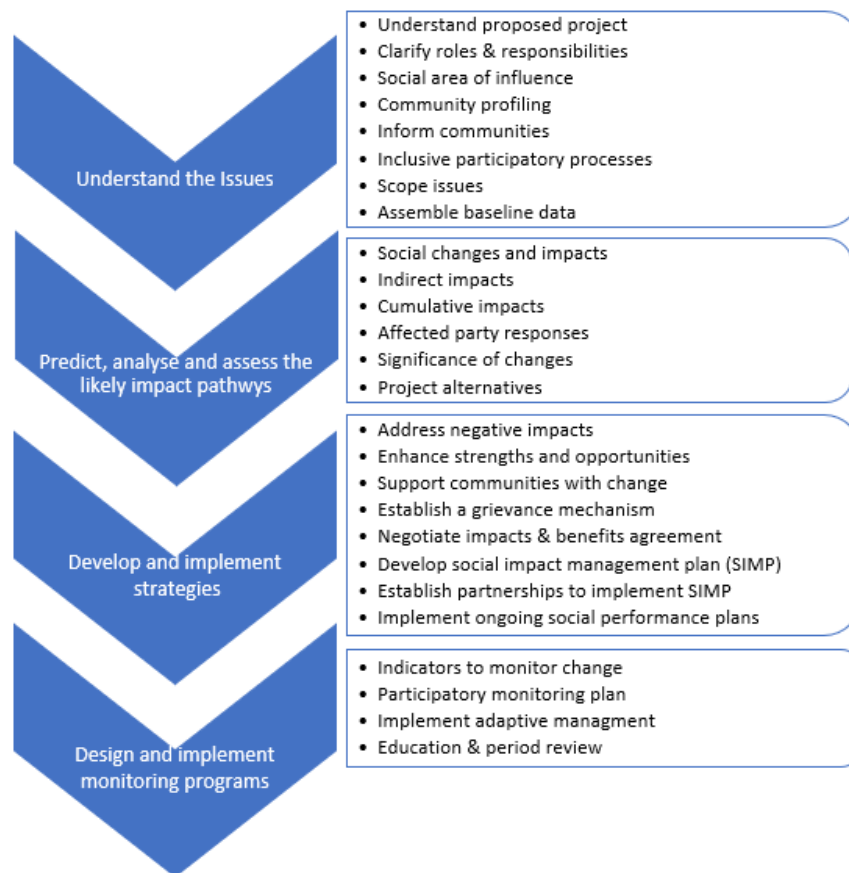 Understand the Issues
• Understand proposed project
• Clarify roles & responsibilities
• Social area of influence
• Community profiling
• Inform communities
• Inclusive participatory processes
• Scope issues
• Assemble baseline data
Predict, analyse and assess the
likely impact pathwys
• Social changes and impacts
• Indirect impacts
• Cumulative impacts
• Affected party responses
• Significance of changes
• Project alternatives
Develop and implement
strategies
• Address negative impacts
• Enhance strengths and opportunities
• Support communities with change
• Establish a grievance mechanism
• Negotiate impacts & benefits agreement
• Develop social impact management plan (SIMP)
• Establish partnerships to implement SIMP
• Implement ongoing social performance plans
Design and implement
monitoring programs
• Indicators to monitor change
• Participatory monitoring plan
• Implement adaptive managment
• Education & period review